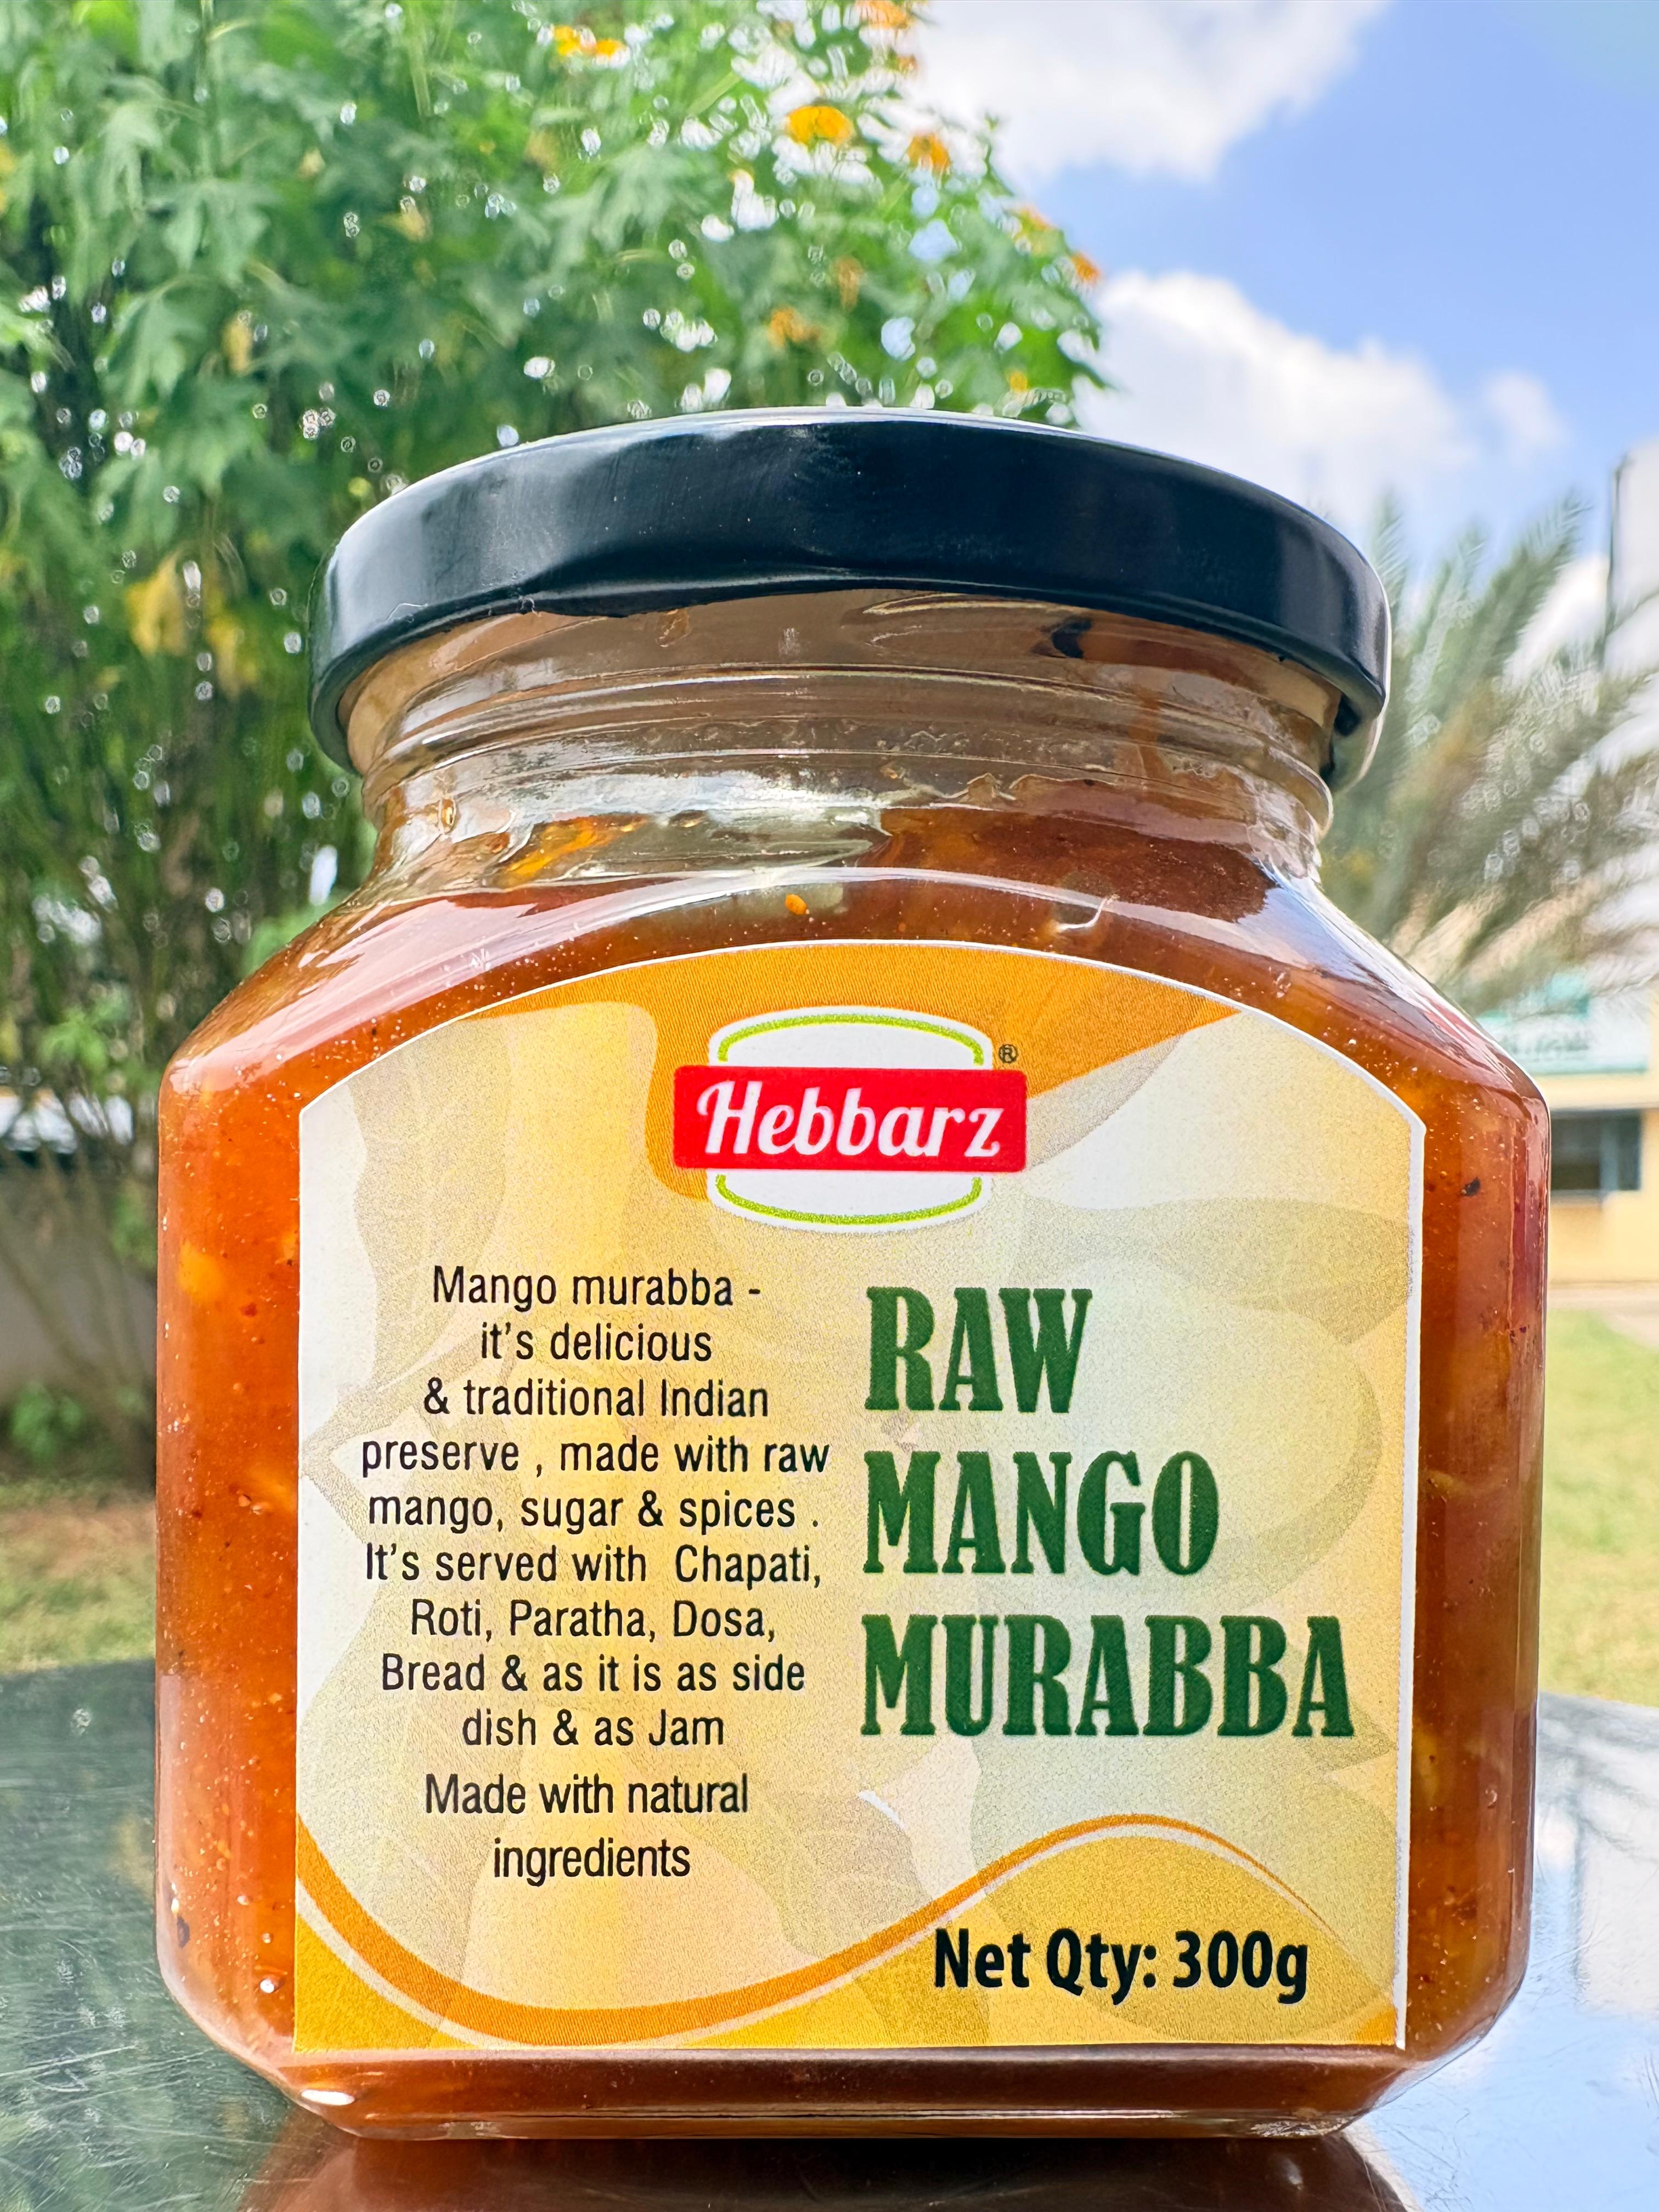 Hebbarz
®
Mango murabba -
it's delicious
& traditional Indian
preserve , made with raw
mango, sugar & spices .
It's served with Chapati,
Roti, Paratha, Dosa,
Bread & as it is as side
dish & as Jam
Made with natural
ingredients
RAW
MANGO
MURABBA
Net Qty: 300g